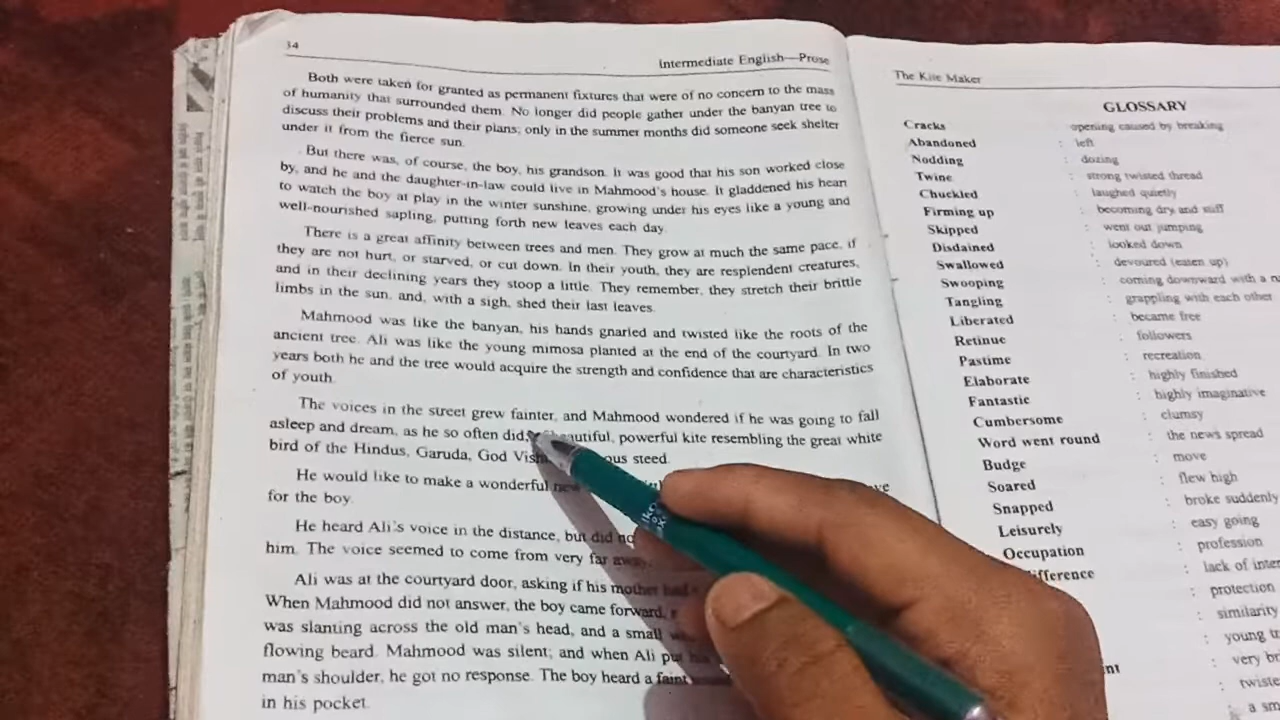 34
Intermediate English—Prose
Both were taken for granted as permanent fixtures that were of no concern to the mass
of humanity that surrounded them. No longer did people gather under the banyan tree to
discuss their problems and their plans; only in the summer months did someone seek shelter
under it from the fierce sun.
But there was, of course, the boy, his grandson. It was good that his son worked close
by, and he and the daughter-in-law could live in Mahmood's house. It gladdened his heart
to watch the boy at play in the winter sunshine, growing under his eyes like a young and
well-nourished sapling, putting forth new leaves each day.
There is a great affinity between trees and men. They grow at much the same pace, if
they are not hurt, or starved, or cut down. In their youth, they are resplendent creatures,
and in their declining years they stoop a little. They remember, they stretch their brittle
limbs in the sun, and, with a sigh, shed their last leaves.
Mahmood was like the banyan, his hands gnarled and twisted like the roots of the
ancient tree. Ali was like the young mimosa planted at the end of the courtyard. In two
years both he and the tree would acquire the strength and confidence that are characteristics
of youth.
The voices in the street grew fainter, and Mahmood wondered if he was going to fall
asleep and dream, as he so often did, beautiful, powerful kite resembling the great white
bird of the Hindus, Garuda, God steed.
He would like to make a wonderful new
for the boy.
He heard Ali's voice in the distance, but did
him. The voice seemed to come from very far away.
Ali was at the courtyard door, asking if his mother had
When Mahmood did not answer, the boy came forward,
was slanting across the old man's head, and a small
flowing beard. Mahmood was silent; and when Ali put
man's shoulder, he got no response. The boy heard a faint
in his pocket.
The Kite Maker
GLOSSARY
Cracks : opening caused by breaking
Abandoned : left
Nodding : dozing
Twine : strong twisted thread
Chuckled : laughed quietly
Firming up : becoming dry and stiff
Skipped : went out jumping
Disdained : looked down
Swallowed : devoured (eaten up)
Swooping : coming downward with a
Tangling : grappling with each other
Liberated : became free
Retinue : followers
Pastime : recreation
Elaborate : highly finished
Fantastic : highly imaginative
Cumbersome : clumsy
Word went round : the news spread
Budge : move
Soared : flew high
Snapped : broke suddenly
Leisurely : easy going
Occupation : profession
: lack of
: protection
: similarity
: young
: very
:
: a